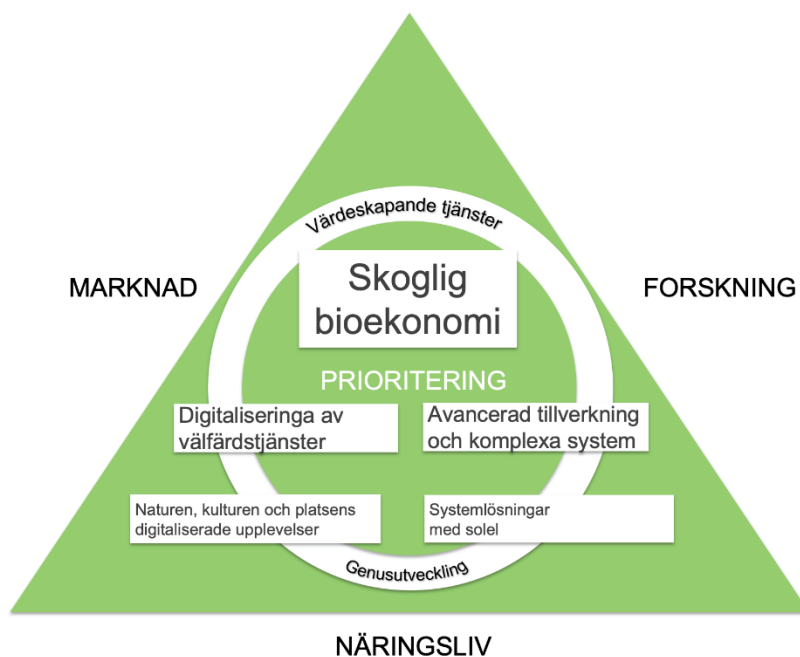 Värdeskapande tjänster
Skoglig
bioekonomi
MARKNAD
FORSKNING
PRIORITERING
Digitaliseringa av
välfärdstjänster
Avancerad tillverkning
och komplexa system
Naturen, kulturen och platsens
digitaliserade upplevelser
Systemlösningar
med solel
Genusutveckling
NÄRINGSLIV